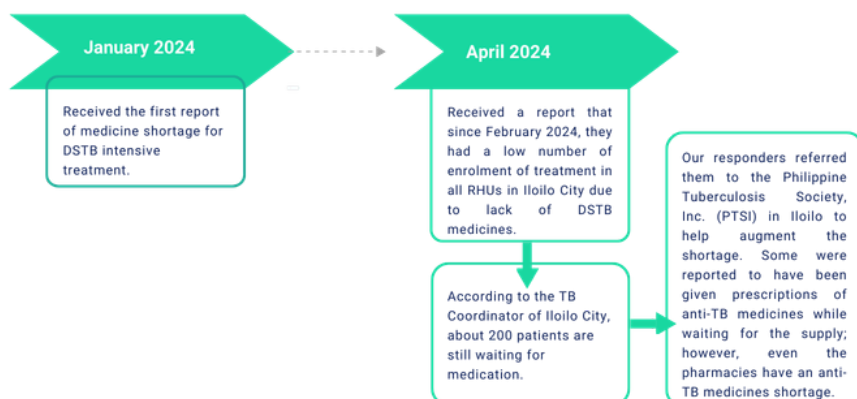 January 2024
Received the first report
of medicine shortage for
DSTB intensive
treatment.
April 2024
Received a report that
since February 2024, they
had a low number of
enrolment of treatment in
all RHUs in Iloilo City due
to lack of DSTB
medicines.
According to the TB
Coordinator of Iloilo City,
about 200 patients are
still waiting for
medication.
Our responders referred
them to the Philippine
Tuberculosis Society,
Inc. (PTSI) in Iloilo to
help augment the
shortage. Some were
reported to have been
given prescriptions of
anti-TB medicines while
waiting for the supply;
however, even the
pharmacies have an anti-
TB medicines shortage.